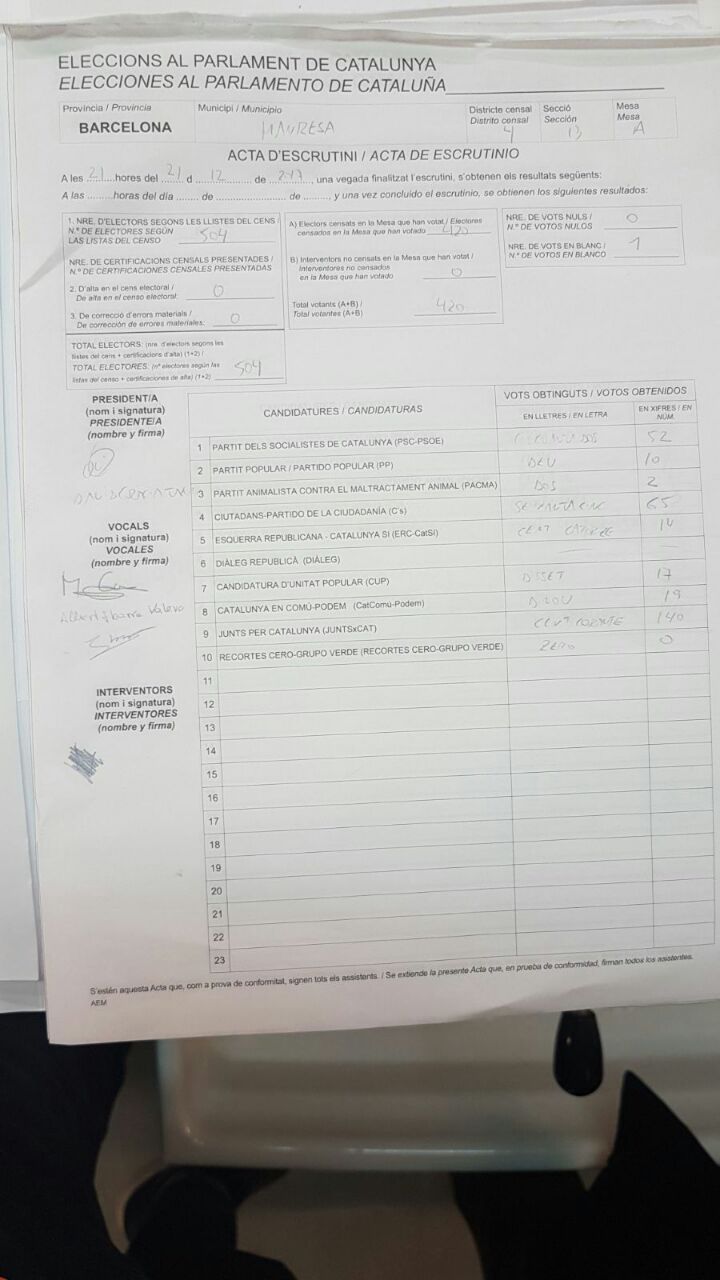 ELECCIONS AL PARLAMENT DE CATALUNYA
ELECCIONES AL PARLAMENTO DE CATALUÑA
Província / Provincia
BARCELONA
Municipi / Municipio
MANRESA
Districte censal
Distrito censal
4
Secció
Sección
13
Mesa
Mesa
A
ACTA D'ESCRUTINI / ACTA DE ESCRUTINIO
A les 21 hores del 21 d 12 de 2017, una vegada finalitzat l'escrutini, s'obtenen els resultats següents:
A las ........horas del día ....... de ..................... de ........, y una vez concluido el escrutinio, se obtienen los siguientes resultados:
1. NRE. D'ELECTORS SEGONS LES LLISTES DEL CENS /
N.º DE ELECTORES SEGÚN
LAS LISTAS DEL CENSO 504
NRE. DE CERTIFICACIONS CENSALS PRESENTADES /
N.º DE CERTIFICACIONES CENSALES PRESENTADAS
2. D'alta en el cens electoral /
De alta en el censo electoral: 0
3. De correcció d'errors materials /
De corrección de errores materiales: 0
TOTAL ELECTORS: (nre. d'electors segons les
llistes del cens + certificacions d'alta) (1+2) /
TOTAL ELECTORES: (nº electores según las
listas del censo + certificaciones de alta) (1+2) 504
A) Electors censats en la Mesa que han votat / Electores
censados en la Mesa que han votado 420
B) Interventors no censats en la Mesa que han votat /
Interventores no censados
en la Mesa que han votado 0
Total votants (A+B) /
Total votantes (A+B) 420
NRE. DE VOTS NULS /
N.º DE VOTOS NULOS 0
NRE. DE VOTS EN BLANC /
N.º DE VOTOS EN BLANCO 1
PRESIDENT/A
(nom i signatura)
PRESIDENTE/A
(nombre y firma)
VOCALS
(nom i signatura)
VOCALES
(nombre y firma)
INTERVENTORS
(nom i signatura)
INTERVENTORES
(nombre y firma)
CANDIDATURES / CANDIDATURAS
VOTS OBTINGUTS / VOTOS OBTENIDOS
EN LLETRES / EN LETRA
EN XIFRES / EN NÚM.
1 PARTIT DELS SOCIALISTES DE CATALUNYA (PSC-PSOE) 52
2 PARTIT POPULAR / PARTIDO POPULAR (PP) DEU 10
3 PARTIT ANIMALISTA CONTRA EL MALTRACTAMENT ANIMAL (PACMA) DOS 2
4 CIUTADANS-PARTIDO DE LA CIUDADANÍA (C's) 65
5 ESQUERRA REPUBLICANA - CATALUNYA SI (ERC-CatSI) CENT CATORZE 114
6 DIÀLEG REPUBLICÀ (DIÀLEG)
7 CANDIDATURA D'UNITAT POPULAR (CUP) DISSET 17
8 CATALUNYA EN COMÚ-PODEM (CatComú-Podem) 19
9 JUNTS PER CATALUNYA (JUNTSxCAT) 140
10 RECORTES CERO-GRUPO VERDE (RECORTES CERO-GRUPO VERDE) ZERO 0
11
12
13
14
15
16
17
18
19
20
21
22
23
S'estén aquesta Acta que, com a prova de conformitat, signen tots els assistents. / Se extiende la presente Acta que, en prueba de conformidad, firman todos los asistentes.
AEM